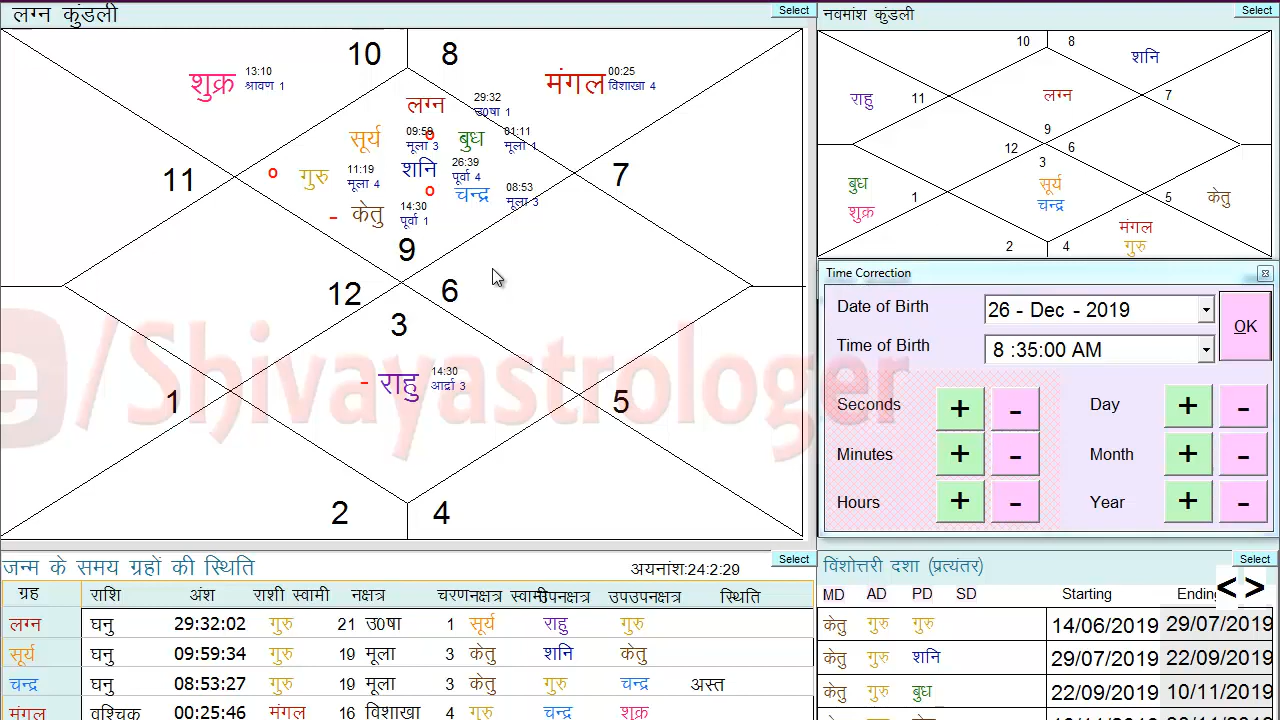 लग्न कुंडली
Select
10
8
शुक्र
13:10
श्रावण 1
मंगल
00:25
विशाखा 4
लग्न
29:32
उ0षा 1
सूर्य
09:59
मूला 3
बुध
01:11
मूला 1
गुरु
11:19
मूला 4
शनि
26:39
पूर्वा 4
चन्द्र
08:53
मूला 3
- केतु
14:30
पूर्वा 1
11
7
9
12
6
3
- राहु
14:30
आर्द्रा 3
1
5
2
4
e/Shivayastrologer
नवमांश कुंडली
Select
10
8
शनि
राहु
11
लग्न
7
9
12
6
3
बुध
शुक्र
1
सूर्य
चन्द्र
5
केतु
मंगल
गुरु
2
4
Time Correction
Date of Birth
26 - Dec - 2019
Time of Birth
8 :35:00 AM
OK
Seconds + -
Day + -
Minutes + -
Month + -
Hours + -
Year + -
जन्म के समय ग्रहों की स्थिति
अयनांश:24:2:29
Select
ग्रह राशि अंश राशी स्वामी नक्षत्र चरण नक्षत्र स्वामी उपनक्षत्र उपउपनक्षत्र स्थिति
लग्न धनु 29:32:02 गुरु 21 उ0षा 1 सूर्य राहु गुरु
सूर्य धनु 09:59:34 गुरु 19 मूला 3 केतु शनि केतु
चन्द्र धनु 08:53:27 गुरु 19 मूला 3 केतु गुरु चन्द्र अस्त
मंगल वृश्चिक 00:25:46 मंगल 16 विशाखा 4 गुरु चन्द्र शुक्र
विंशोत्तरी दशा (प्रत्यंतर)
Select
< >
MD AD PD SD Starting Ending
केतु गुरु गुरु 14/06/2019 29/07/2019
केतु गुरु शनि 29/07/2019 22/09/2019
केतु गुरु बुध 22/09/2019 10/11/2019